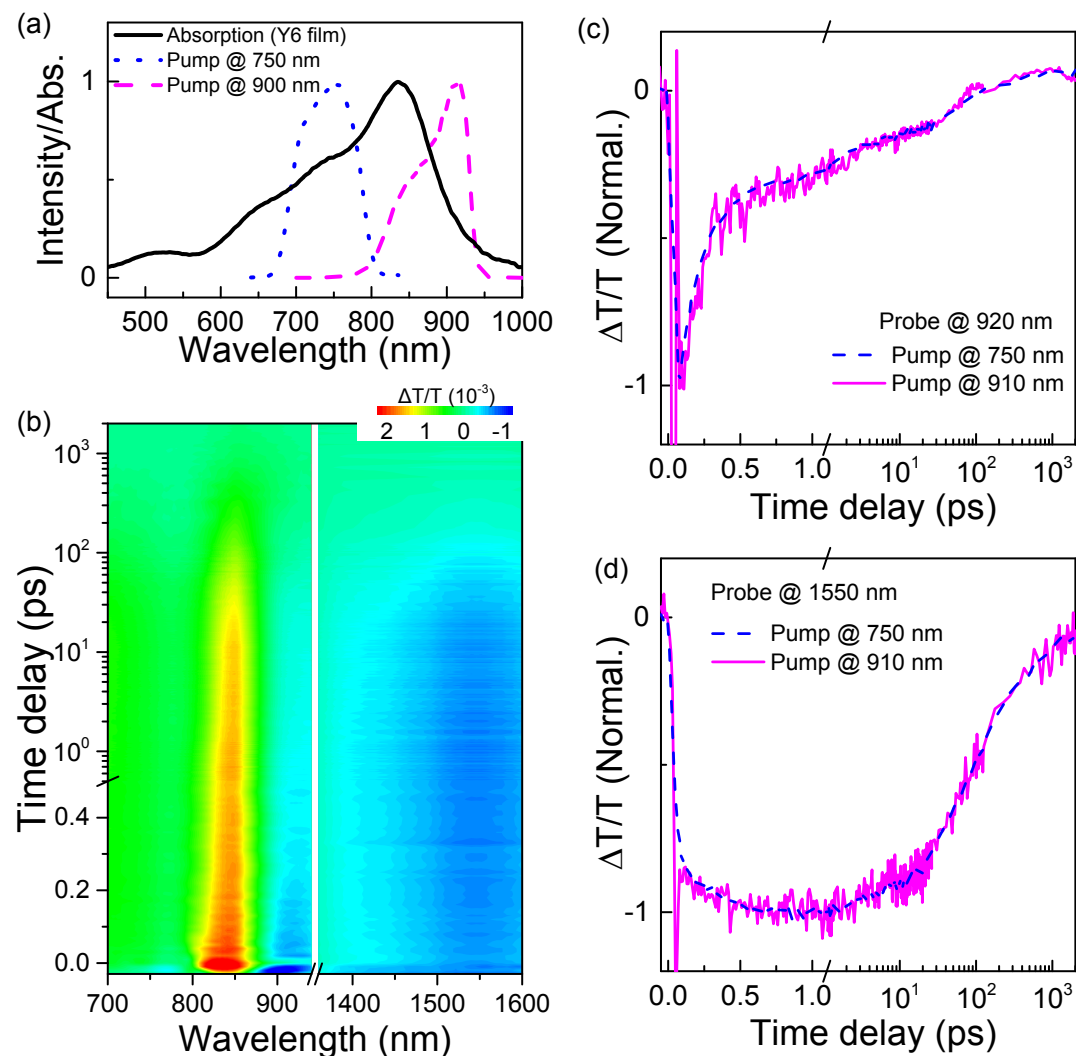 (a)
Absorption (Y6 film)
Pump @ 750 nm
Pump @ 900 nm
1
0
Intensity/Abs.
500 600 700 800 900 1000
Wavelength (nm)
(b)
ΔT/T (10⁻³)
2 1 0 -1
10³
10²
10¹
10⁰
0.4
0.2
0.0
Time delay (ps)
700 800 900 1400 1500 1600
Wavelength (nm)
(c)
0
-1
ΔT/T (Normal.)
Probe @ 920 nm
Pump @ 750 nm
Pump @ 910 nm
0.0 0.5 1.0 10¹ 10² 10³
Time delay (ps)
(d)
Probe @ 1550 nm
Pump @ 750 nm
Pump @ 910 nm
0
-1
ΔT/T (Normal.)
0.0 0.5 1.0 10¹ 10² 10³
Time delay (ps)